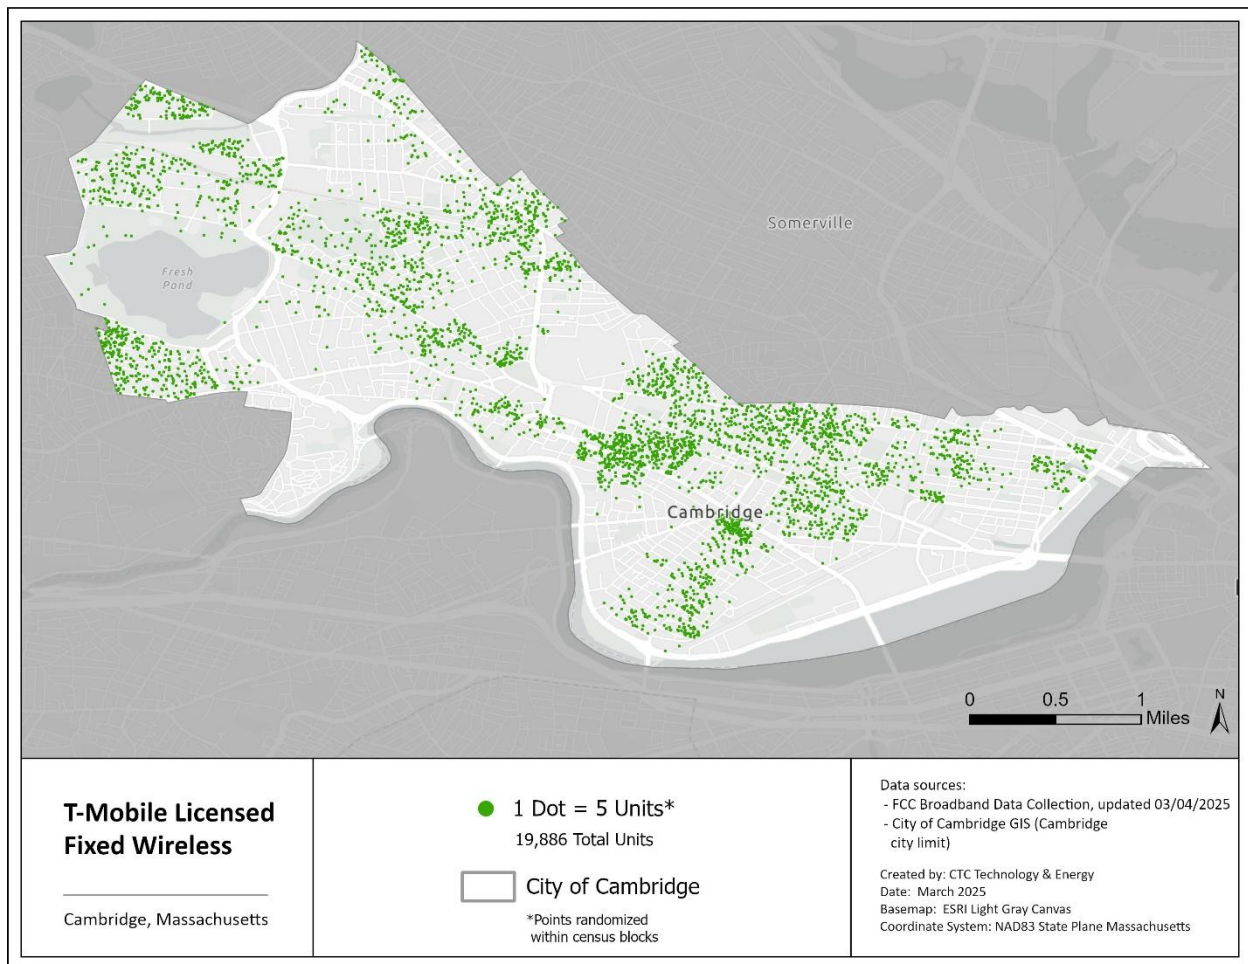 Somerville
Fresh
Pond
Cambridge
0 0.5 1
Miles
N
T-Mobile Licensed
Fixed Wireless
Cambridge, Massachusetts
1 Dot = 5 Units*
19,886 Total Units
City of Cambridge
*Points randomized
within census blocks
Data sources:
- FCC Broadband Data Collection, updated 03/04/2025
- City of Cambridge GIS (Cambridge
city limit)
Created by: CTC Technology & Energy
Date: March 2025
Basemap: ESRI Light Gray Canvas
Coordinate System: NAD83 State Plane Massachusetts